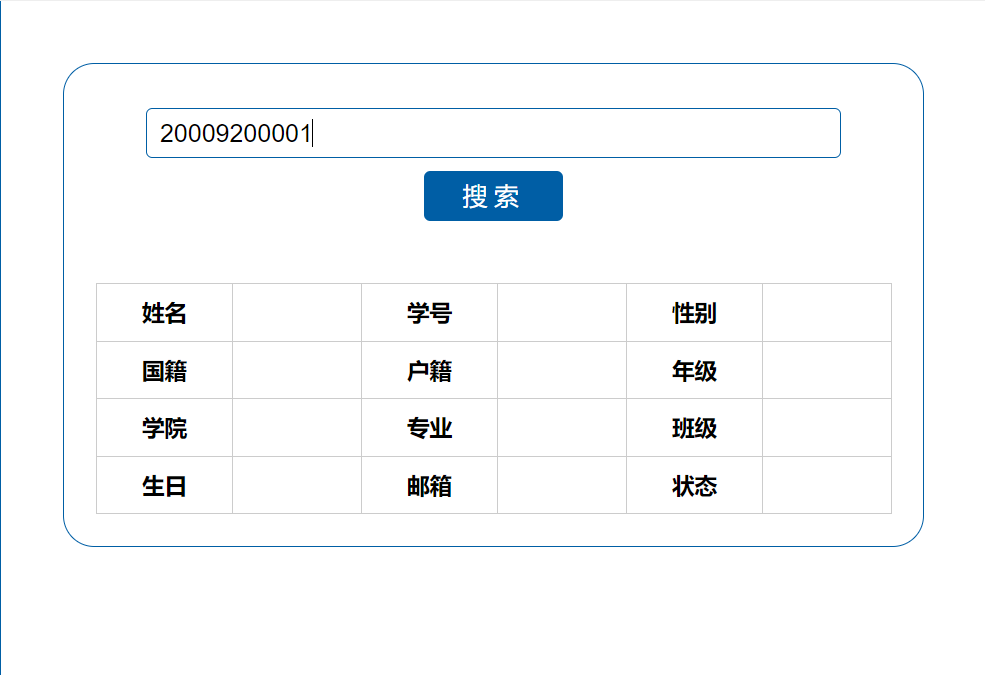 20009200001
搜索
姓名 学号 性别
国籍 户籍 年级
学院 专业 班级
生日 邮箱 状态